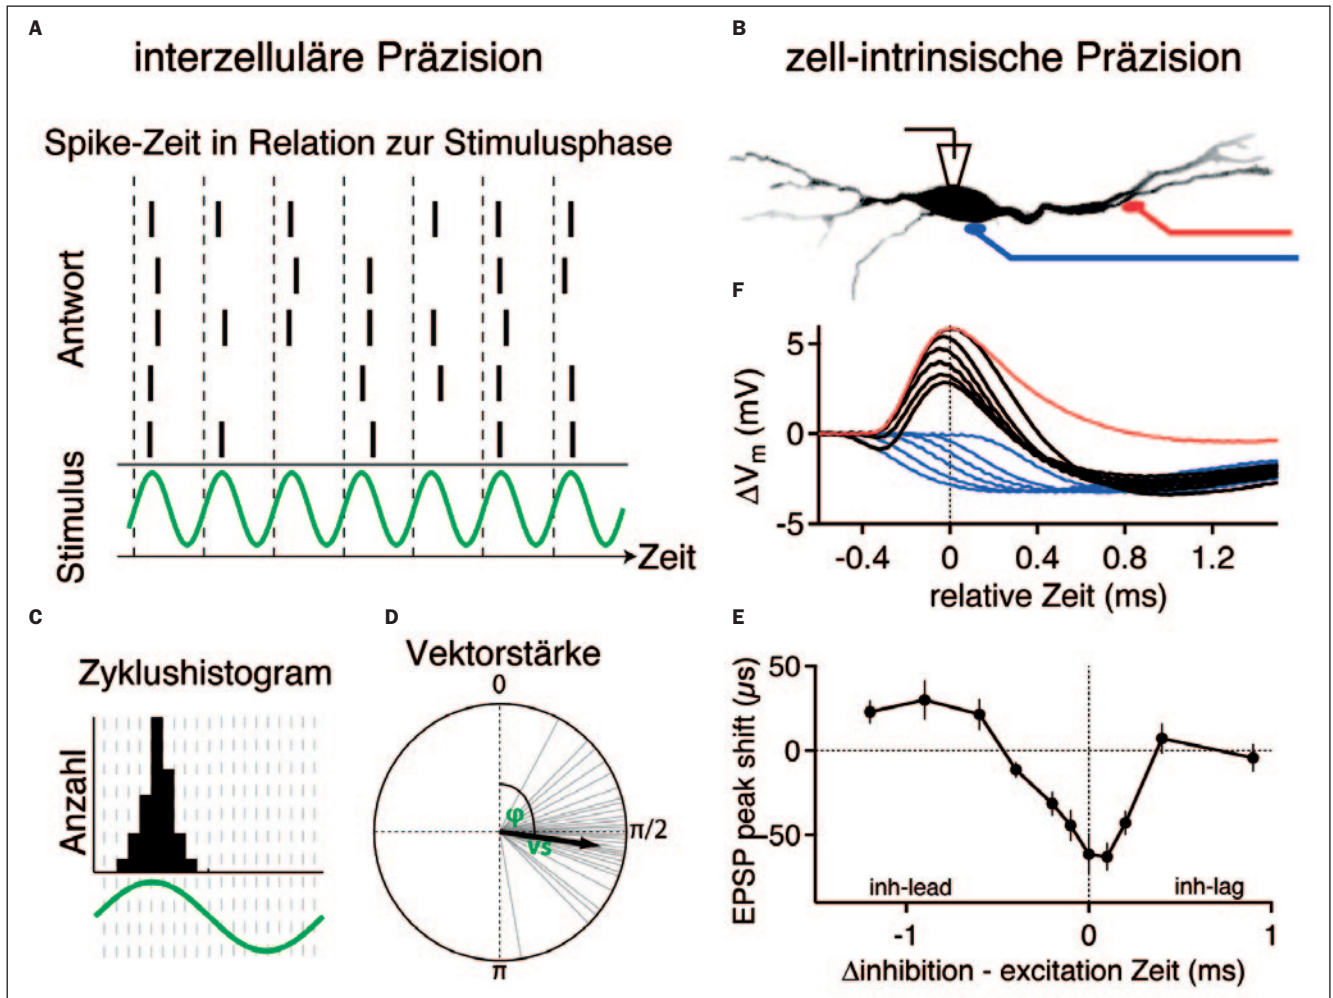 A
interzelluläre Präzision
Spike-Zeit in Relation zur Stimulusphase
Antwort
Stimulus
Zeit
B
zell-intrinsische Präzision
F
5
0
-5
ΔVm (mV)
-0.4 0 0.4 0.8 1.2
relative Zeit (ms)
C
Zyklushistogram
Anzahl
D
Vektorstärke
0
φ
vs
π/2
π
E
50
0
-50
EPSP peak shift (µs)
inh-lead
inh-lag
-1 0 1
Δinhibition - excitation Zeit (ms)